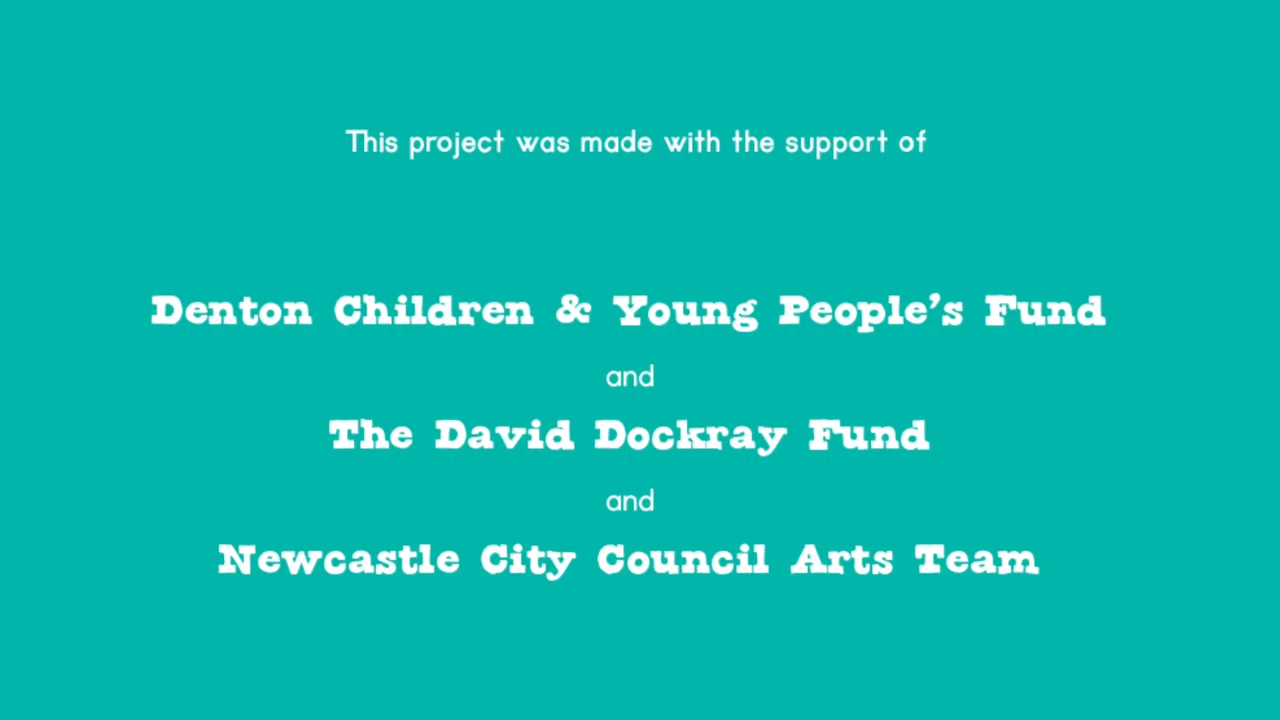 This project was made with the support of
Denton Children & Young People's Fund
and
The David Dockray Fund
and
Newcastle City Council Arts Team